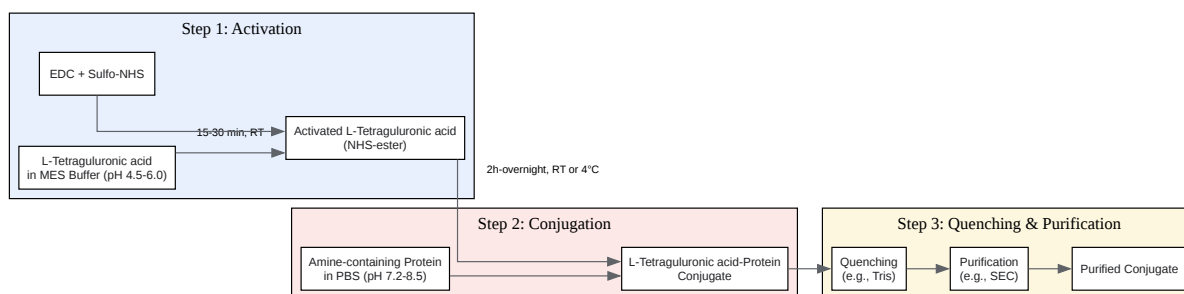 Step 1: Activation
EDC + Sulfo-NHS
15-30 min, RT
Activated L-Tetraguluronic acid
(NHS-ester)
L-Tetraguluronic acid
in MES Buffer (pH 4.5-6.0)
2h-overnight, RT or 4°C
Step 2: Conjugation
Amine-containing Protein
in PBS (pH 7.2-8.5)
L-Tetraguluronic acid-Protein
Conjugate
Step 3: Quenching & Purification
Quenching
(e.g., Tris)
Purification
(e.g., SEC)
Purified Conjugate